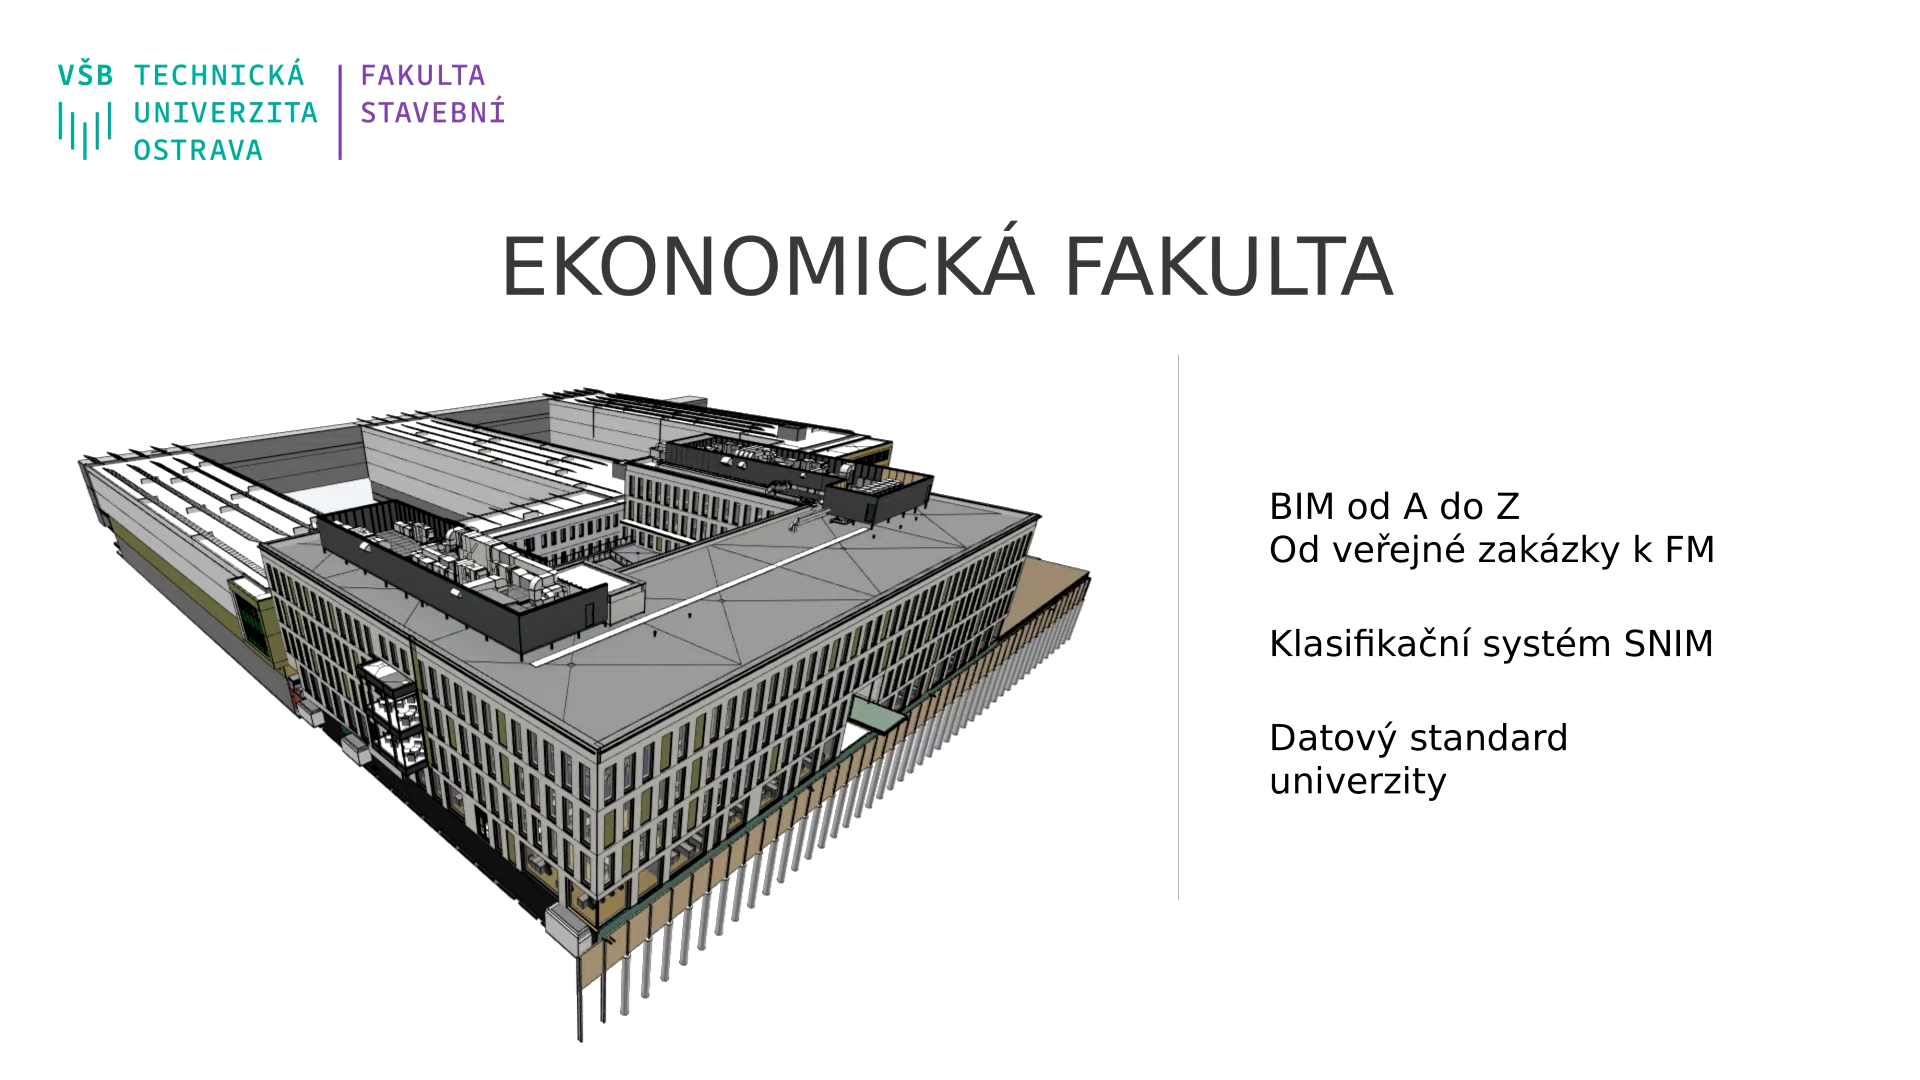 VŠB TECHNICKÁ
UNIVERZITA
OSTRAVA
FAKULTA
STAVEBNÍ
EKONOMICKÁ FAKULTA
BIM od A do Z
Od veřejné zakázky k FM
Klasifikační systém SNIM
Datový standard
univerzity